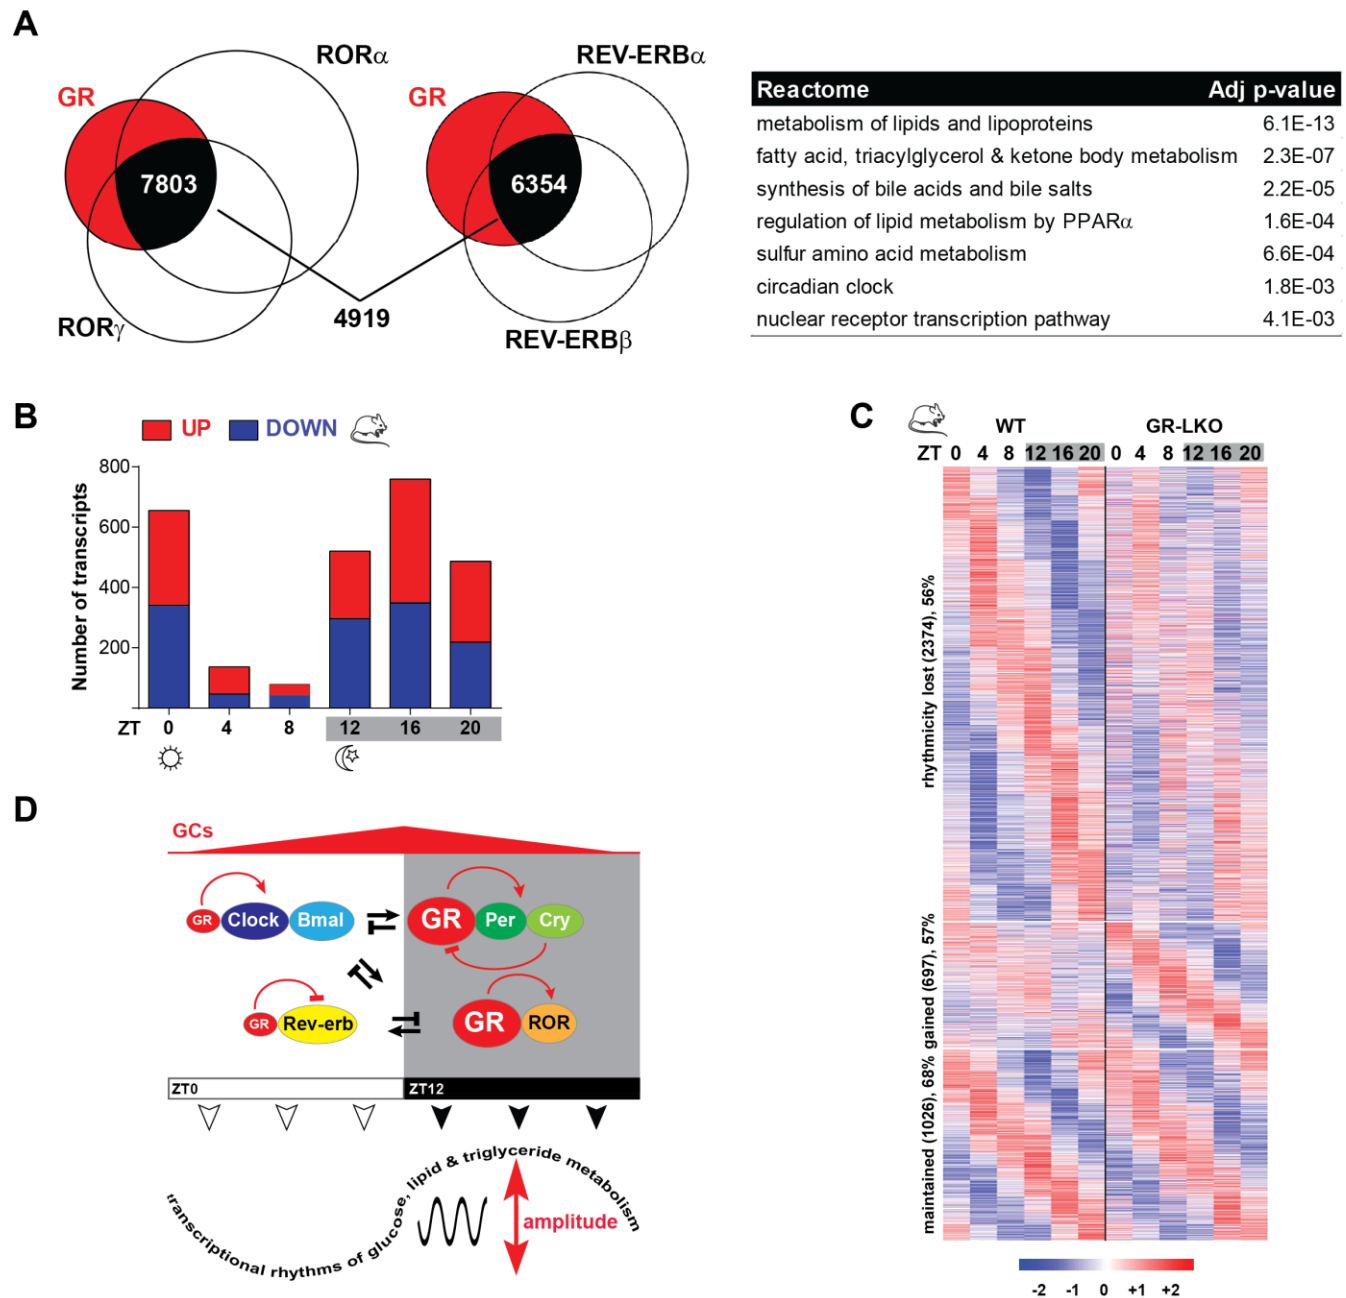 A
RORα
REV-ERBα
GR
GR
7803
6354
RORγ
4919
REV-ERBβ
Reactome Adj p-value
metabolism of lipids and lipoproteins 6.1E-13
fatty acid, triacylglycerol & ketone body metabolism 2.3E-07
synthesis of bile acids and bile salts 2.2E-05
regulation of lipid metabolism by PPARα 1.6E-04
sulfur amino acid metabolism 6.6E-04
circadian clock 1.8E-03
nuclear receptor transcription pathway 4.1E-03
B
UP DOWN
Number of transcripts
800
600
400
200
ZT 0 4 8 12 16 20
C
WT GR-LKO
ZT 0 4 8 12 16 20 0 4 8 12 16 20
rhythmicity lost (2374), 56%
gained (697), 57%
maintained (1026), 68%
-2 -1 0 +1 +2
D
GCs
GR Clock Bmal
GR Per Cry
GR Rev-erb
GR ROR
ZT0 ZT12
transcriptional rhythms of glucose, lipid & triglyceride metabolism
amplitude